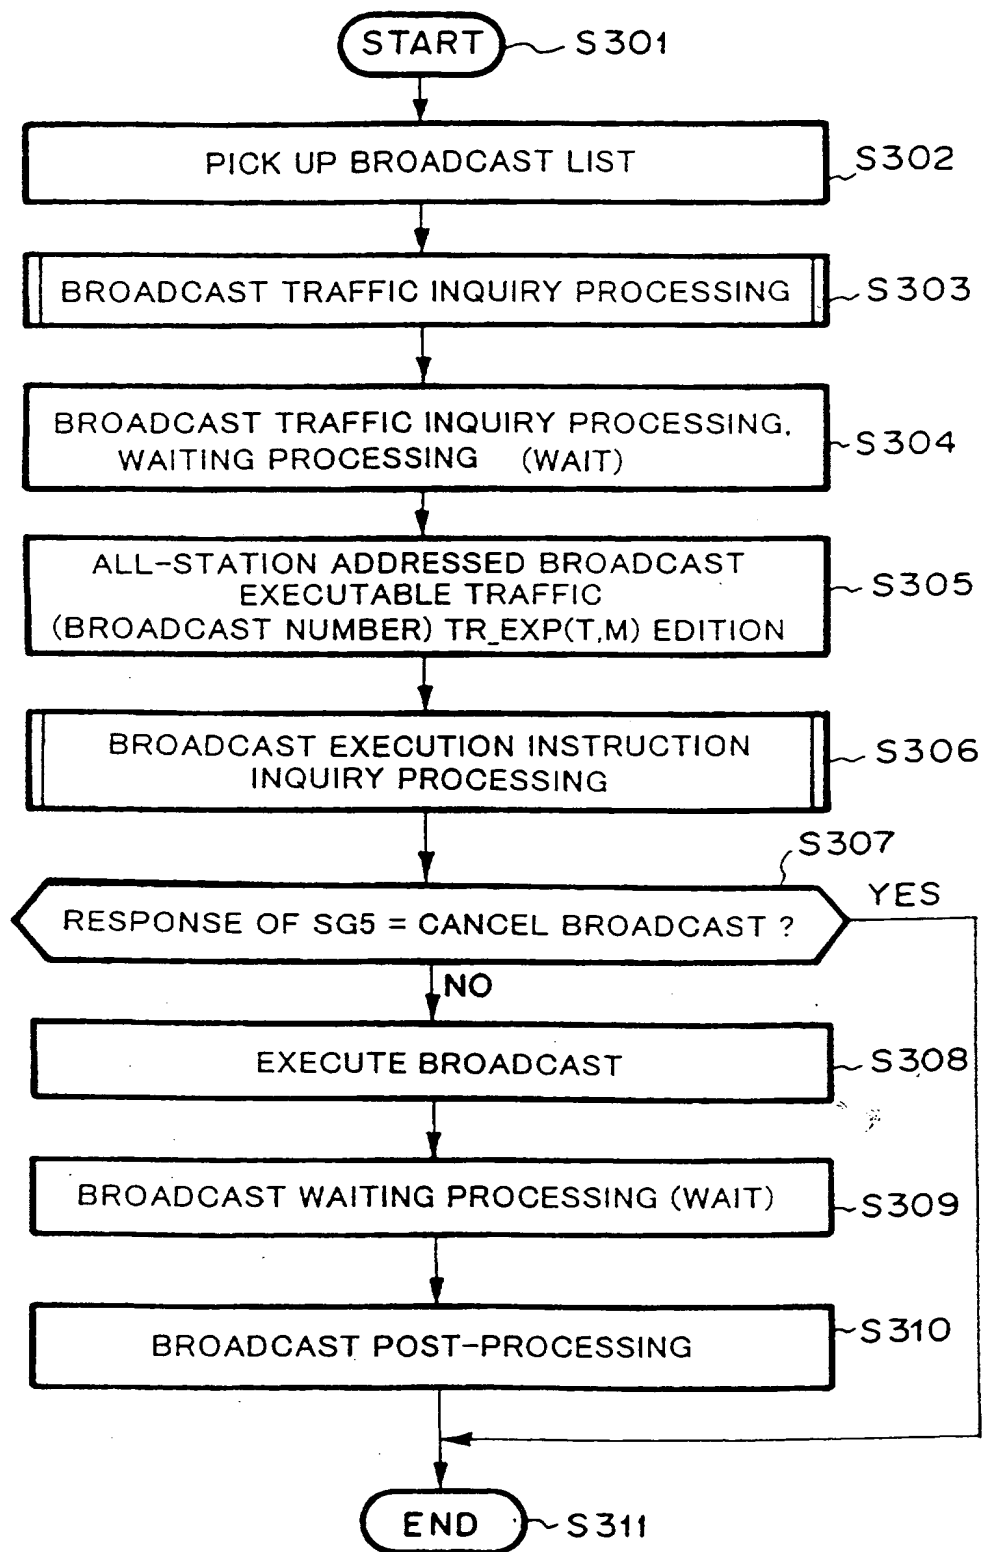 START
S301
PICK UP BROADCAST LIST
S302
BROADCAST TRAFFIC INQUIRY PROCESSING
S303
BROADCAST TRAFFIC INQUIRY PROCESSING,
WAITING PROCESSING (WAIT)
S304
ALL-STATION ADDRESSED BROADCAST
EXECUTABLE TRAFFIC
(BROADCAST NUMBER) TR_EXP(T,M) EDITION
S305
BROADCAST EXECUTION INSTRUCTION
INQUIRY PROCESSING
S306
S307
RESPONSE OF SG5 = CANCEL BROADCAST ?
YES
NO
EXECUTE BROADCAST
S308
BROADCAST WAITING PROCESSING (WAIT)
S309
BROADCAST POST-PROCESSING
S310
END
S311